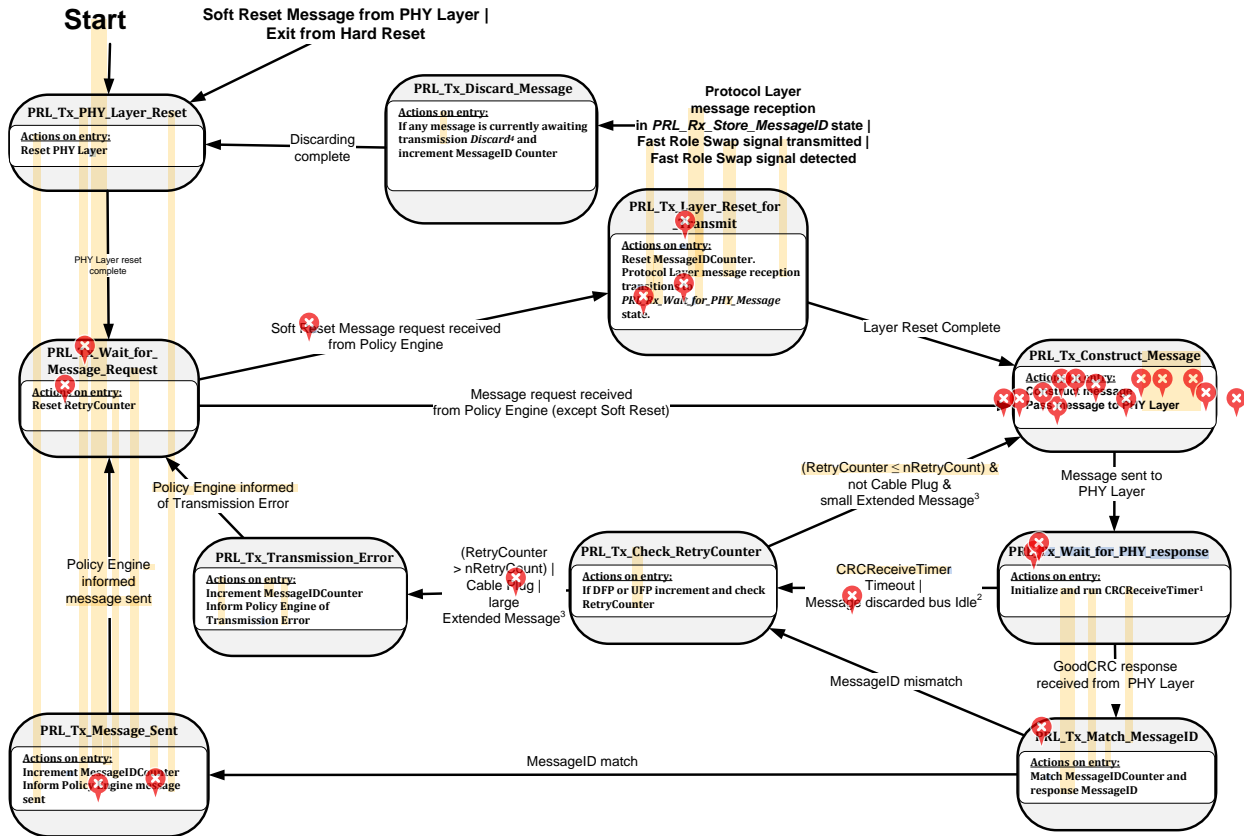 Start
Soft Reset Message from PHY Layer |
Exit from Hard Reset
PRL_Tx_PHY_Layer_Reset
Actions on entry:
Reset PHY Layer
PRL_Tx_Discard_Message
Actions on entry:
If any message is currently awaiting
transmission Discard⁴ and
increment MessageID Counter
Discarding
complete
Protocol Layer
message reception
in PRL_Rx_Store_MessageID state |
Fast Role Swap signal transmitted |
Fast Role Swap signal detected
PRL_Tx_Layer_Reset_for
_Transmit
Actions on entry:
Reset MessageIDCounter.
Protocol Layer message reception
transitions to
PRL_Rx_Wait_for_PHY_Message
state.
PHY Layer reset
complete
Soft Reset Message request received
from Policy Engine
Layer Reset Complete
PRL_Tx_Wait_for_
Message_Request
Actions on entry:
Reset RetryCounter
Message request received
from Policy Engine (except Soft Reset)
PRL_Tx_Construct_Message
Actions on entry:
Construct message
Pass message to PHY Layer
(RetryCounter ≤ nRetryCount) &
not Cable Plug &
small Extended Message³
Message sent to
PHY Layer
Policy Engine informed
of Transmission Error
Policy Engine
informed
message sent
PRL_Tx_Transmission_Error
Actions on entry:
Increment MessageIDCounter
Inform Policy Engine of
Transmission Error
(RetryCounter
> nRetryCount) |
Cable Plug |
large
Extended Message³
PRL_Tx_Check_RetryCounter
Actions on entry:
If DFP or UFP increment and check
RetryCounter
CRCReceiveTimer
Timeout |
Message discarded bus Idle²
PRL_Tx_Wait_for_PHY_response
Actions on entry:
Initialize and run CRCReceiveTimer¹
GoodCRC response
received from PHY Layer
MessageID mismatch
PRL_Tx_Message_Sent
Actions on entry:
Increment MessageIDCounter
Inform Policy Engine message
sent
MessageID match
PRL_Tx_Match_MessageID
Actions on entry:
Match MessageIDCounter and
response MessageID